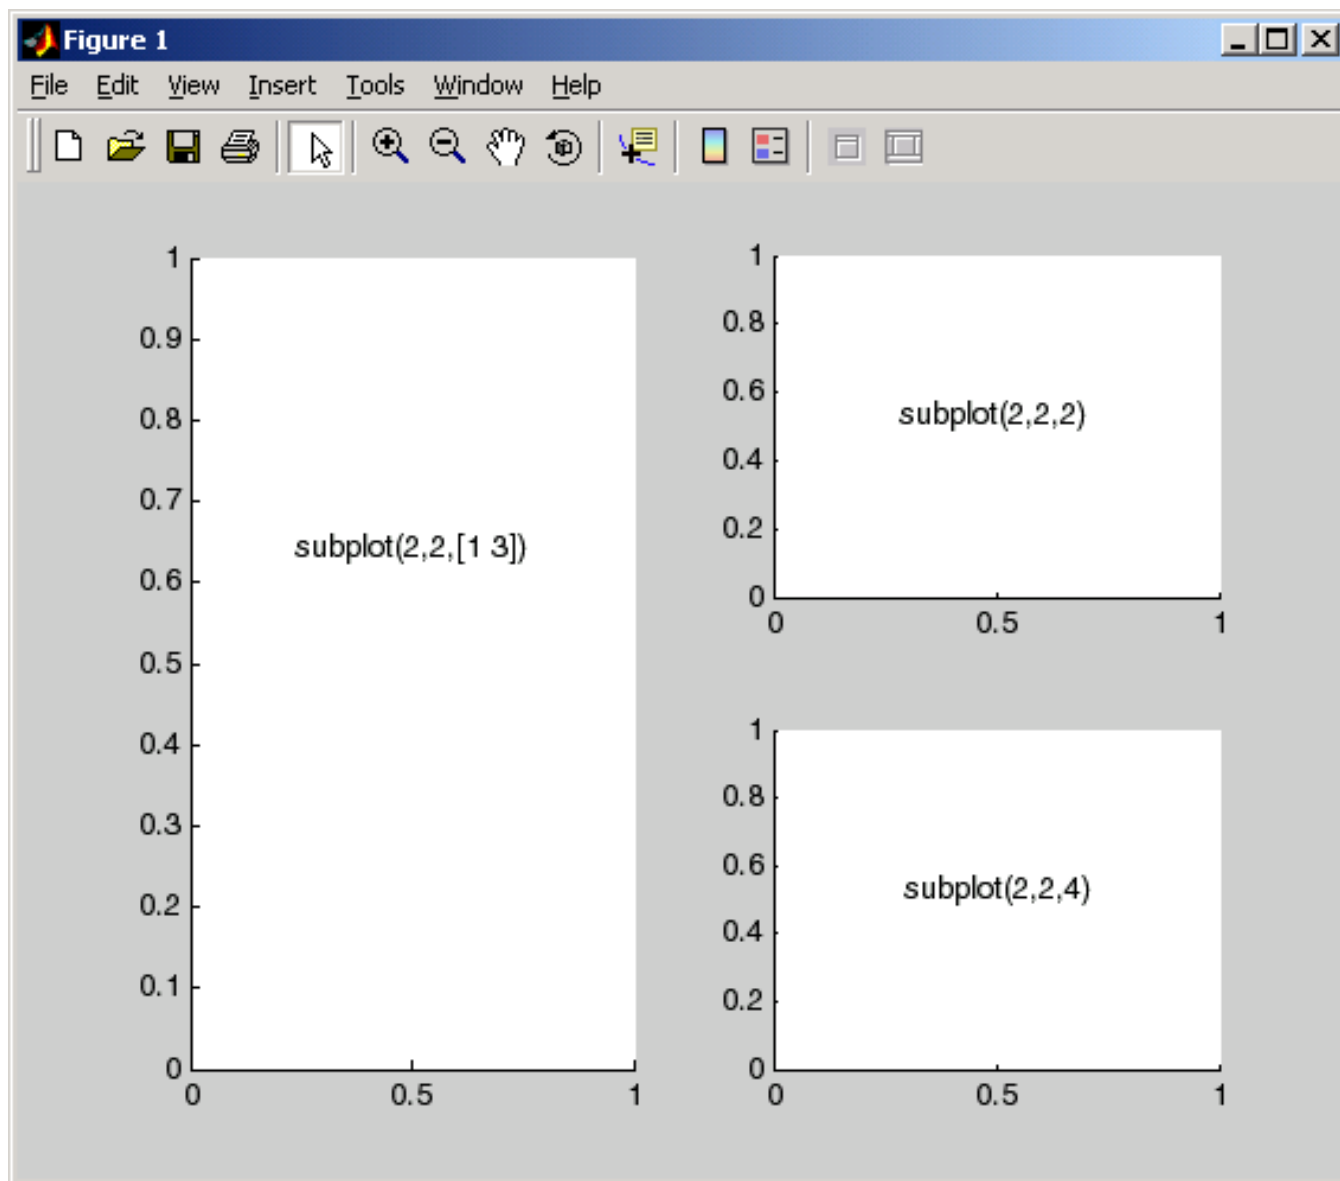 Figure 1
File Edit View Insert Tools Window Help
1
0.9
0.8
0.7
0.6
0.5
0.4
0.3
0.2
0.1
0
0 0.5 1
subplot(2,2,[1 3])
1
0.8
0.6
0.4
0.2
0
0 0.5 1
subplot(2,2,2)
1
0.8
0.6
0.4
0.2
0
0 0.5 1
subplot(2,2,4)